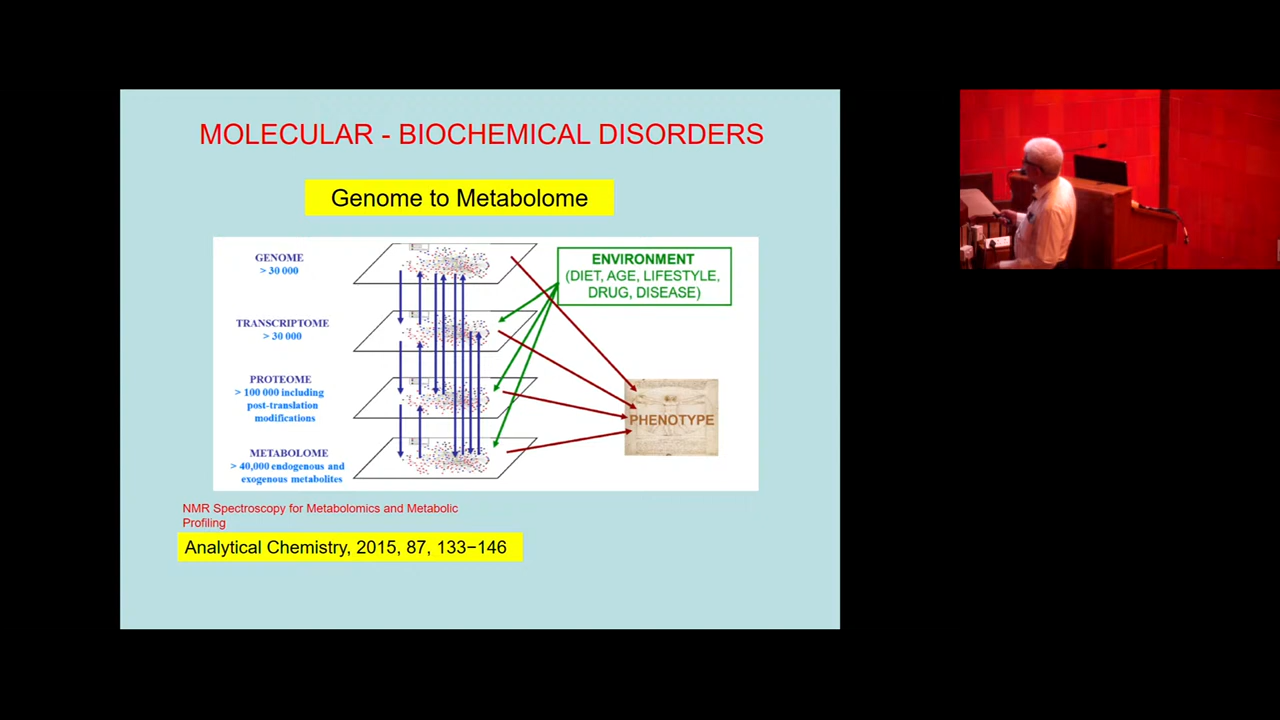 MOLECULAR - BIOCHEMICAL DISORDERS
Genome to Metabolome
GENOME
> 30 000
TRANSCRIPTOME
> 30 000
PROTEOME
> 100 000 including
post-translation
modifications
METABOLOME
> 40,000 endogenous and
exogenous metabolites
ENVIRONMENT
(DIET, AGE, LIFESTYLE,
DRUG, DISEASE)
PHENOTYPE
NMR Spectroscopy for Metabolomics and Metabolic
Profiling
Analytical Chemistry, 2015, 87, 133−146